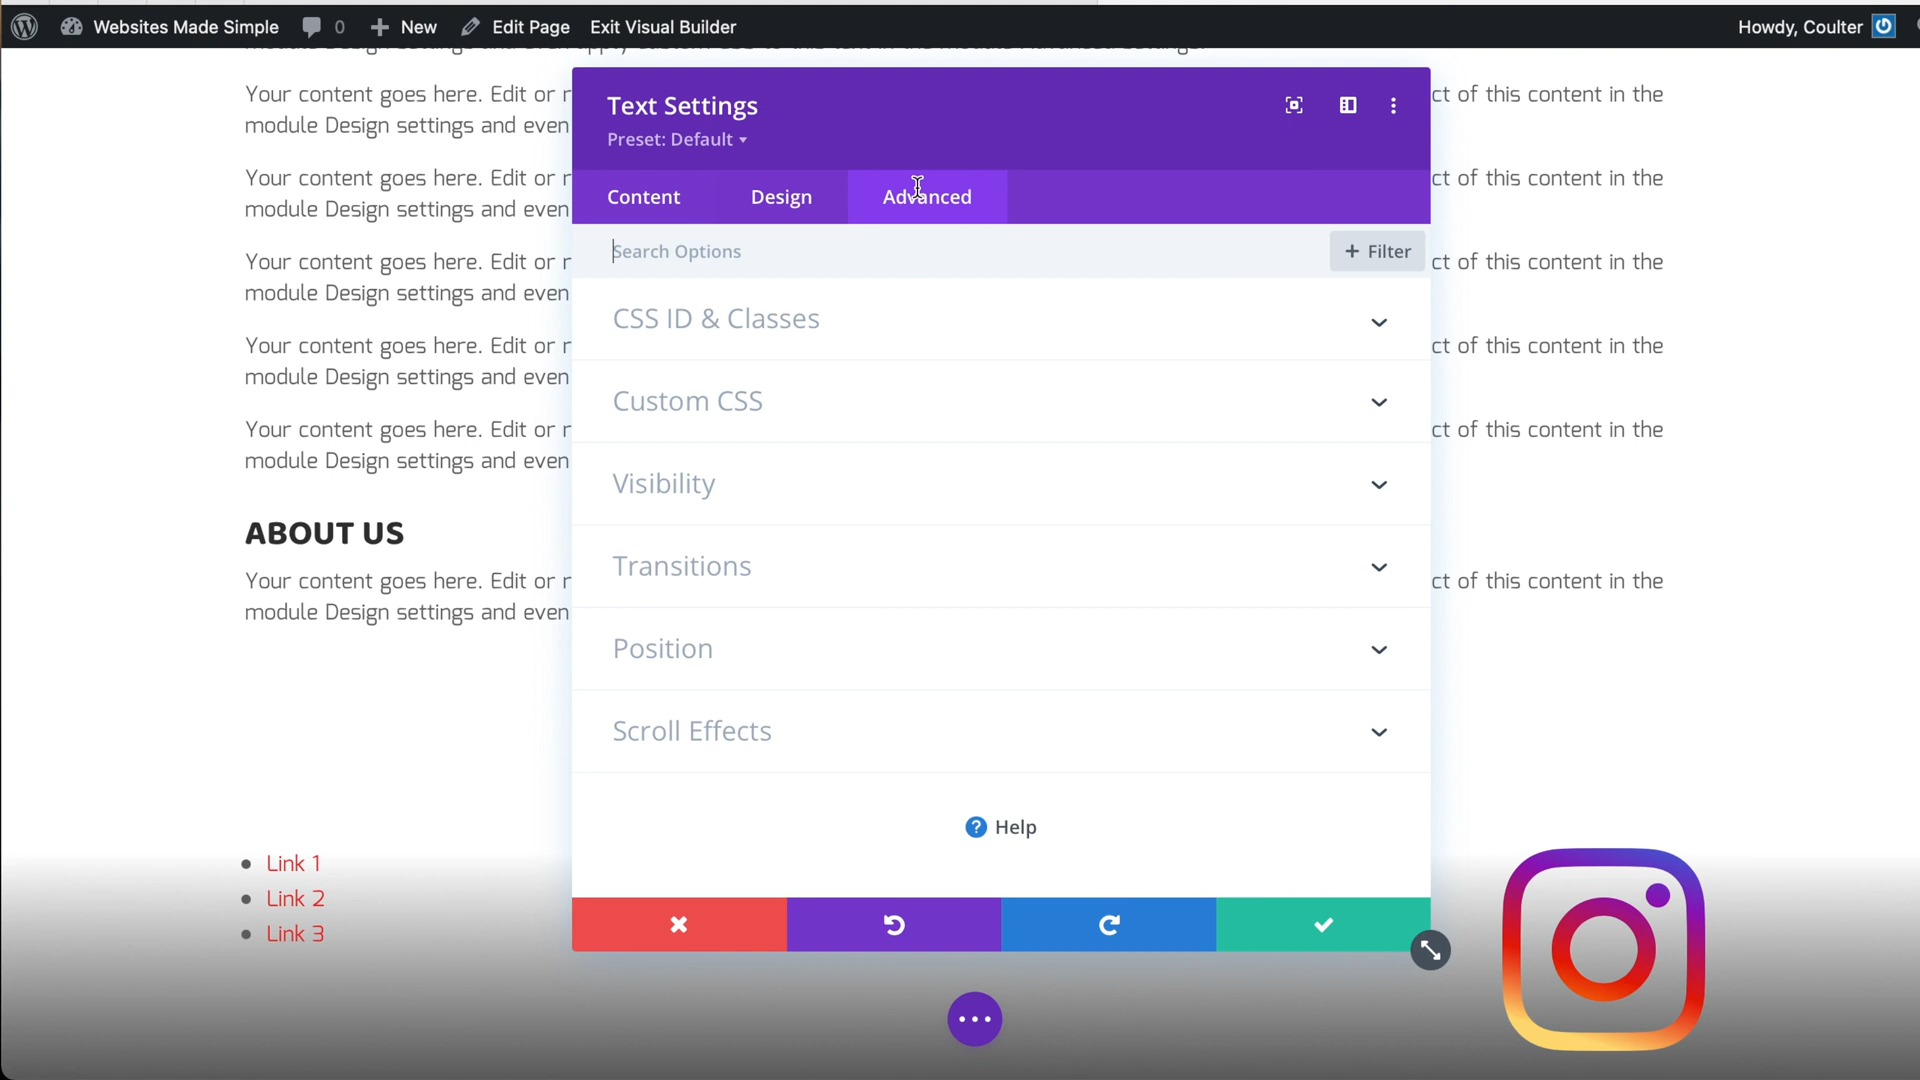 Websites Made Simple 0 New Edit Page Exit Visual Builder Howdy, Coulter
Your content goes here. Edit or r
ct of this content in the
module Design settings and even
Your content goes here. Edit or r
ct of this content in the
module Design settings and even
Your content goes here. Edit or r
ct of this content in the
module Design settings and even
Your content goes here. Edit or r
ct of this content in the
module Design settings and even
Your content goes here. Edit or r
ct of this content in the
module Design settings and even
ABOUT US
Your content goes here. Edit or r
ct of this content in the
module Design settings and even
Link 1
Link 2
Link 3
Text Settings
Preset: Default
Content Design Advanced
Search Options + Filter
CSS ID & Classes
Custom CSS
Visibility
Transitions
Position
Scroll Effects
? Help